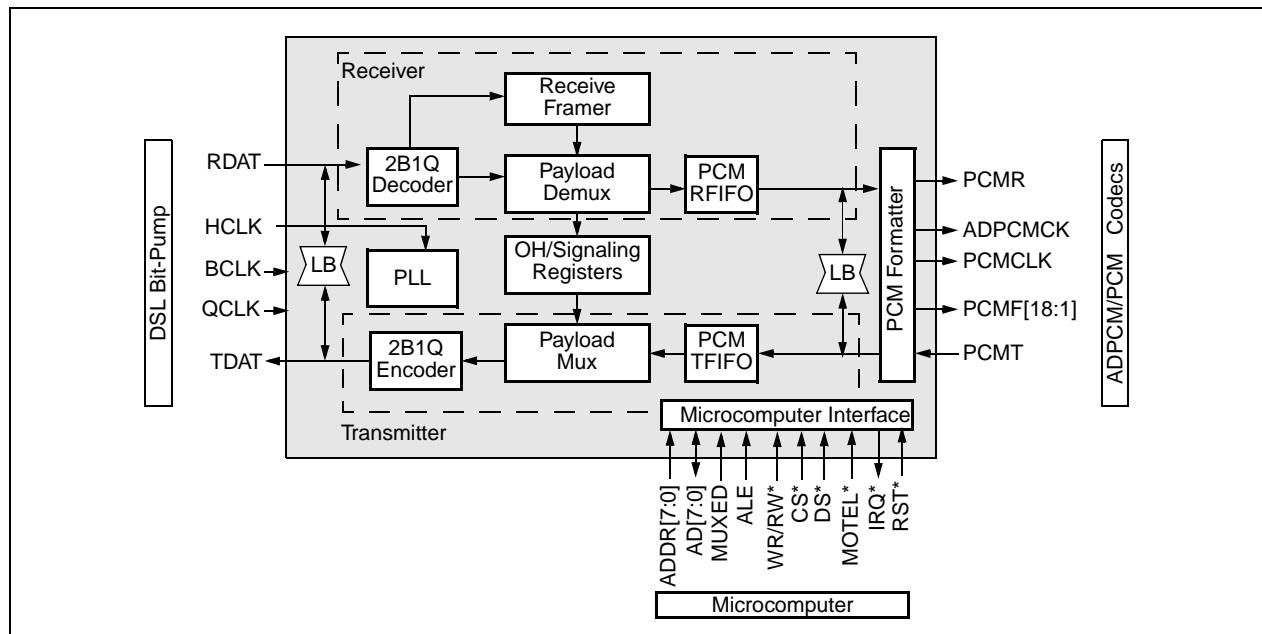 Receiver
Receive
Framer
RDAT
2B1Q
Decoder
Payload
Demux
PCM
RFIFO
PCMR
HCLK
ADPCMCK
LB
PLL
OH/Signaling
Registers
LB
BCLK
PCMCLK
QCLK
PCMF[18:1]
TDAT
2B1Q
Encoder
Payload
Mux
PCM
TFIFO
PCMT
PCM Formatter
DSL Bit-Pump
ADPCM/PCM Codecs
Transmitter
Microcomputer Interface
ADDR[7:0]
AD[7:0]
MUXED
ALE
WR/RW*
CS*
DS*
MOTEL*
IRQ*
RST*
Microcomputer